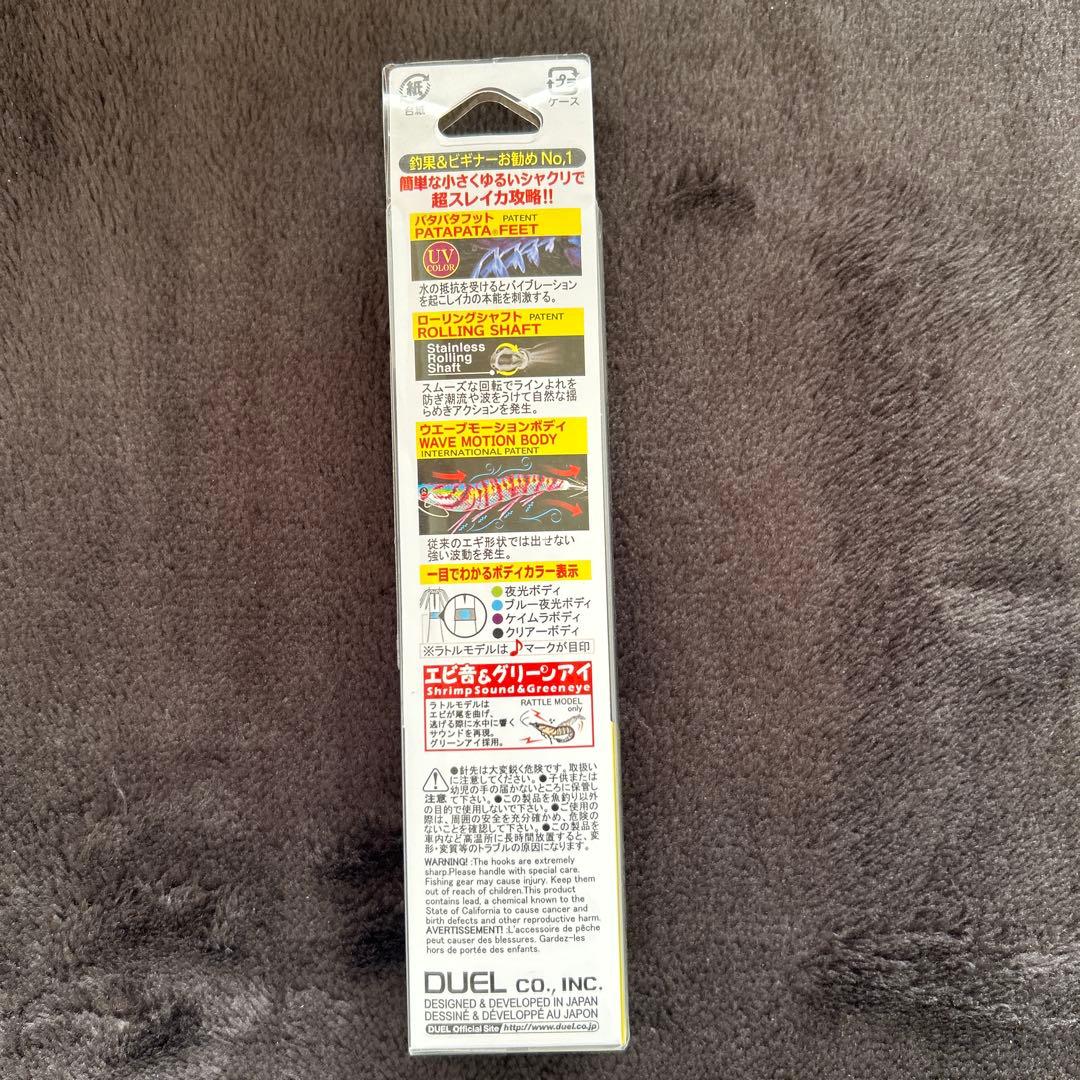 紙
台紙
プラ
ケース
釣果&ビギナーお勧め No,1
簡単な小さくゆるいシャクリで
超スレイカ攻略!!
パタパタフット PATENT
PATAPATA®FEET
UV
COLOR
水の抵抗を受けるとバイブレーション
を起こしイカの本能を刺激する。
ローリングシャフト PATENT
ROLLING SHAFT
Stainless
Rolling
Shaft
スムーズな回転でラインよれを
防ぎ潮流や波をうけて自然な揺
らめきアクションを発生。
ウエーブモーションボディ
WAVE MOTION BODY
INTERNATIONAL PATENT
従来のエギ形状では出せない
強い波動を発生。
一目でわかるボディカラー表示
●夜光ボディ
●ブルー夜光ボディ
●ケイムラボディ
●クリアーボディ
※ラトルモデルは♪マークが目印
エビ音&グリーンアイ
Shrimp Sound & Green eye
ラトルモデルは
エビが尾を曲げ、
逃げる際に水中に響く
サウンドを再現。
グリーンアイ採用。
RATTLE MODEL
only
注意
●針先は大変鋭く危険です。取扱い
に注意してください。●子供または
幼児の手の届かないところに保管し
て下さい。●この製品を魚釣り以外
の目的で使用しないで下さい。●ご使用の
際は、周囲の安全を充分確かめ、危険の
ないことを確認して下さい。●この製品を
車内など高温所に長時間放置すると、変
形・変質等のトラブルの原因になります。
WARNING! :The hooks are extremely
sharp.Please handle with special care.
Fishing gear may cause injury. Keep them
out of reach of children.This product
contains lead, a chemical known to the
State of California to cause cancer and
birth defects and other reproductive harm.
AVERTISSEMENT! :L'accessoire de pêche
peut causer des blessures. Gardez-les
hors de portée des enfants.
DUEL CO., INC.
DESIGNED & DEVELOPED IN JAPAN
DESSINÉ & DÉVELOPPÉ AU JAPON
DUEL Official Site http://www.duel.co.jp